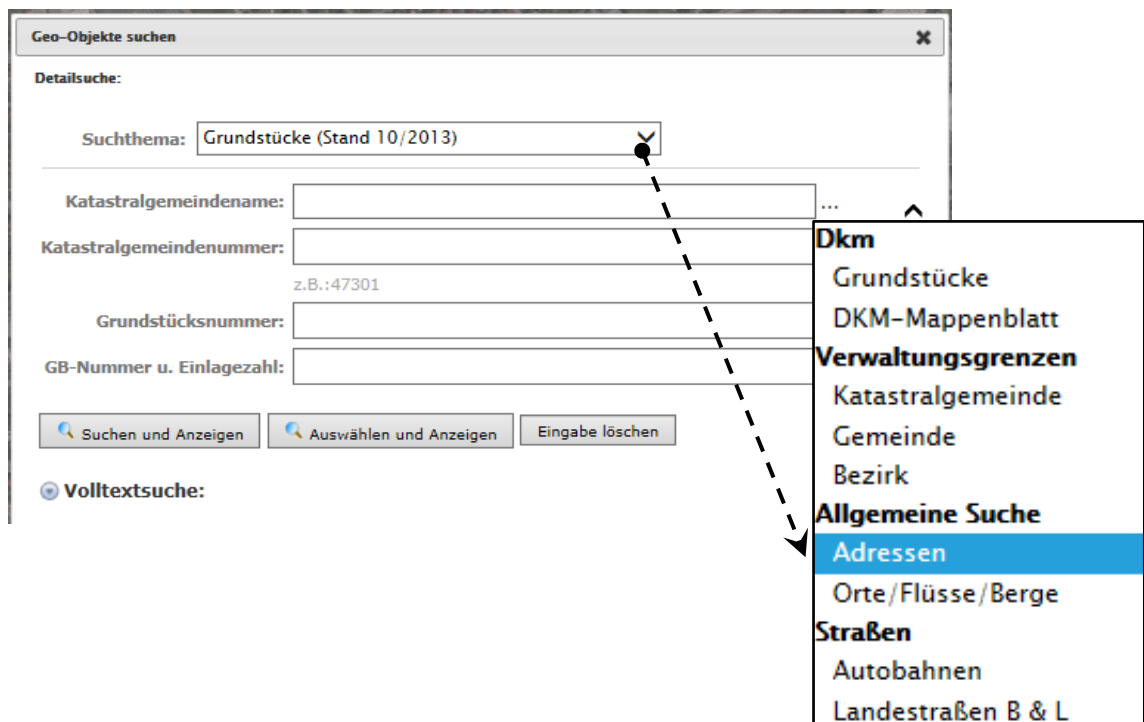 Geo-Objekte suchen
Detailsuche:
Suchthema: Grundstücke (Stand 10/2013)
Katastralgemeindename: ...
Katastralgemeindenummer:
z.B.:47301
Grundstücksnummer:
GB-Nummer u. Einlagezahl:
Suchen und Anzeigen Auswählen und Anzeigen Eingabe löschen
Volltextsuche:
Dkm
Grundstücke
DKM-Mappenblatt
Verwaltungsgrenzen
Katastralgemeinde
Gemeinde
Bezirk
Allgemeine Suche
Adressen
Orte/Flüsse/Berge
Straßen
Autobahnen
Landestraßen B & L